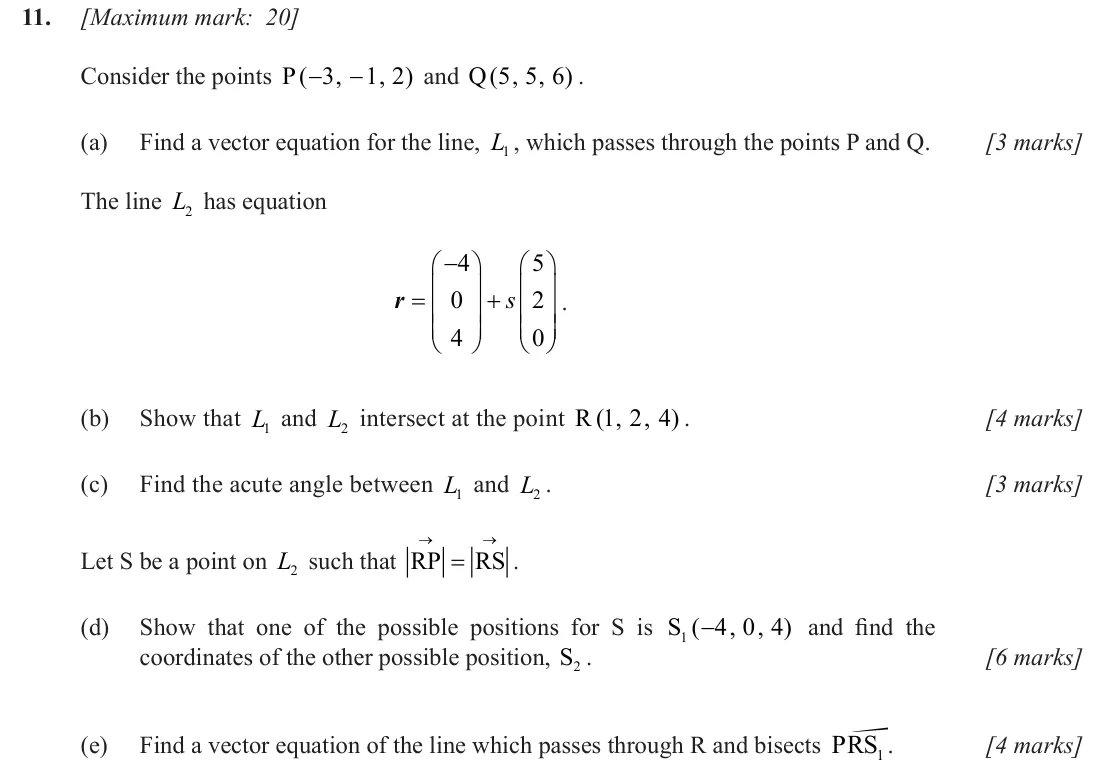 11. [Maximum mark: 20]
Consider the points P(−3, −1, 2) and Q(5, 5, 6).
(a) Find a vector equation for the line, L₁, which passes through the points P and Q. [3 marks]
The line L₂ has equation
r = (−4 0 4) + s (5 2 0).
(b) Show that L₁ and L₂ intersect at the point R(1, 2, 4). [4 marks]
(c) Find the acute angle between L₁ and L₂. [3 marks]
Let S be a point on L₂ such that |RP→| = |RS→|.
(d) Show that one of the possible positions for S is S₁(−4, 0, 4) and find the
coordinates of the other possible position, S₂. [6 marks]
(e) Find a vector equation of the line which passes through R and bisects PRS₁. [4 marks]